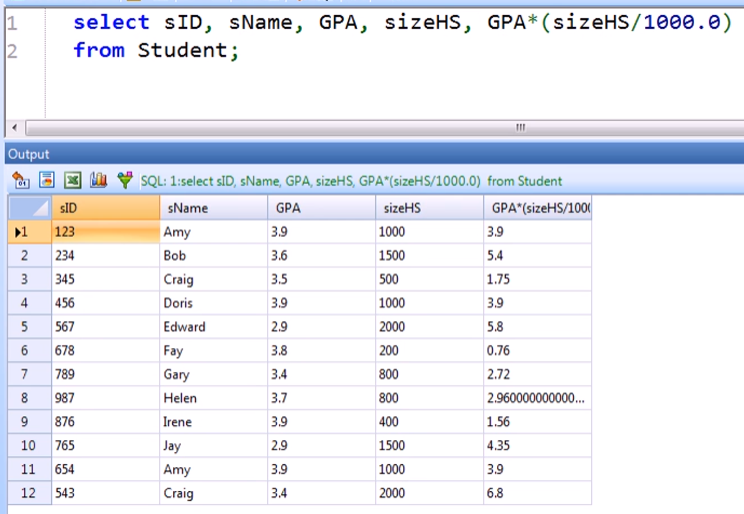 1 select sID, sName, GPA, sizeHS, GPA*(sizeHS/1000.0)
2 from Student;
Output
SQL: 1:select sID, sName, GPA, sizeHS, GPA*(sizeHS/1000.0) from Student
sID sName GPA sizeHS GPA*(sizeHS/100
1 123 Amy 3.9 1000 3.9
2 234 Bob 3.6 1500 5.4
3 345 Craig 3.5 500 1.75
4 456 Doris 3.9 1000 3.9
5 567 Edward 2.9 2000 5.8
6 678 Fay 3.8 200 0.76
7 789 Gary 3.4 800 2.72
8 987 Helen 3.7 800 2.960000000000...
9 876 Irene 3.9 400 1.56
10 765 Jay 2.9 1500 4.35
11 654 Amy 3.9 1000 3.9
12 543 Craig 3.4 2000 6.8